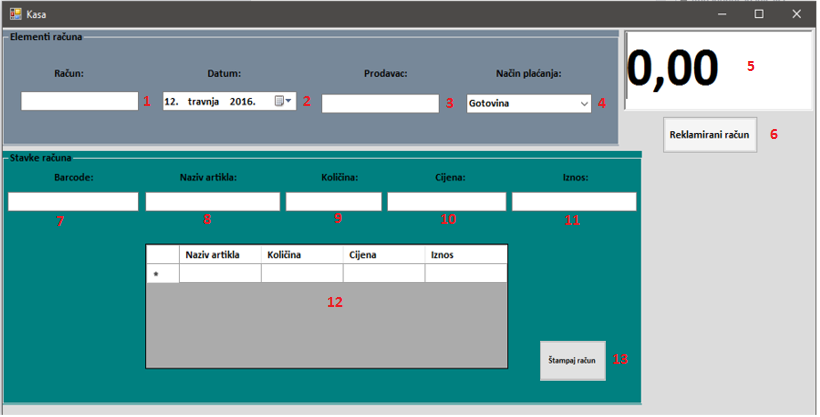 Kasa
Elementi računa
Račun: Datum: Prodavac: Način plaćanja:
1 12. travnja 2016. 2 3 Gotovina 4
0,00 5
Reklamirani račun 6
Stavke računa
Barcode: Naziv artikla: Količina: Cijena: Iznos:
7 8 9 10 11
Naziv artikla Količina Cijena Iznos
*
12
Štampaj račun 13